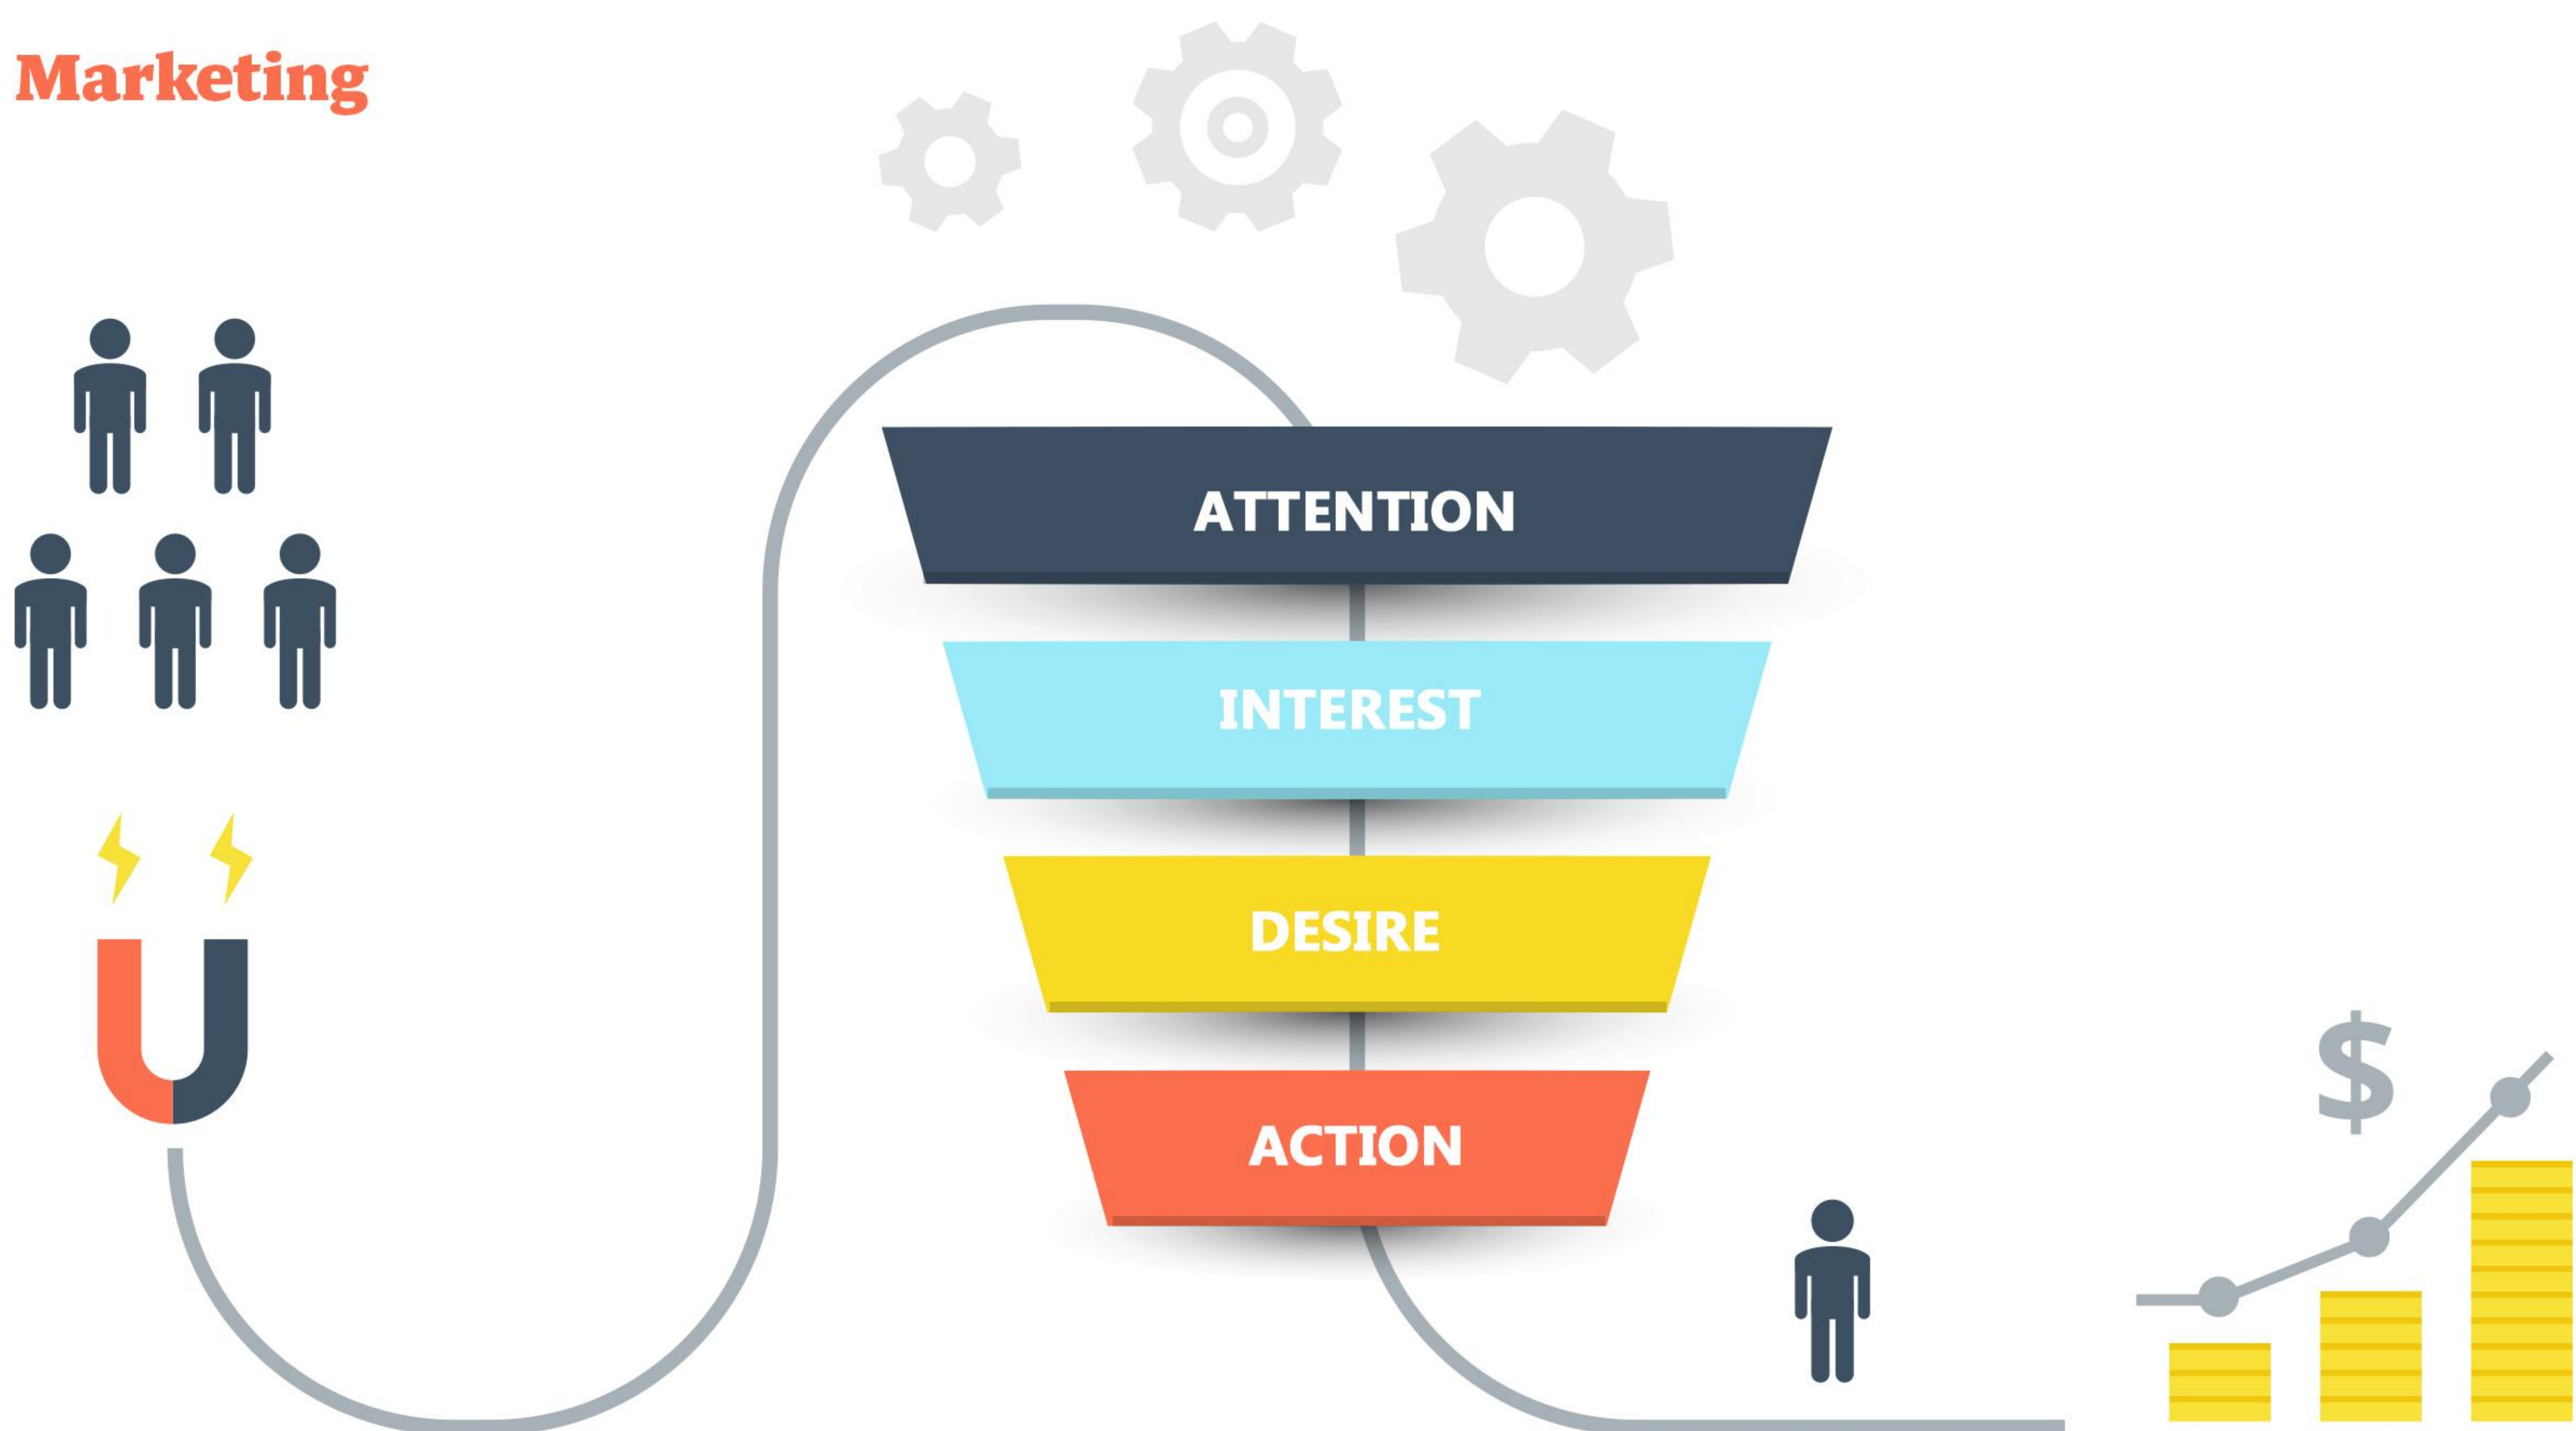 Marketing
ATTENTION
INTEREST
DESIRE
ACTION
$